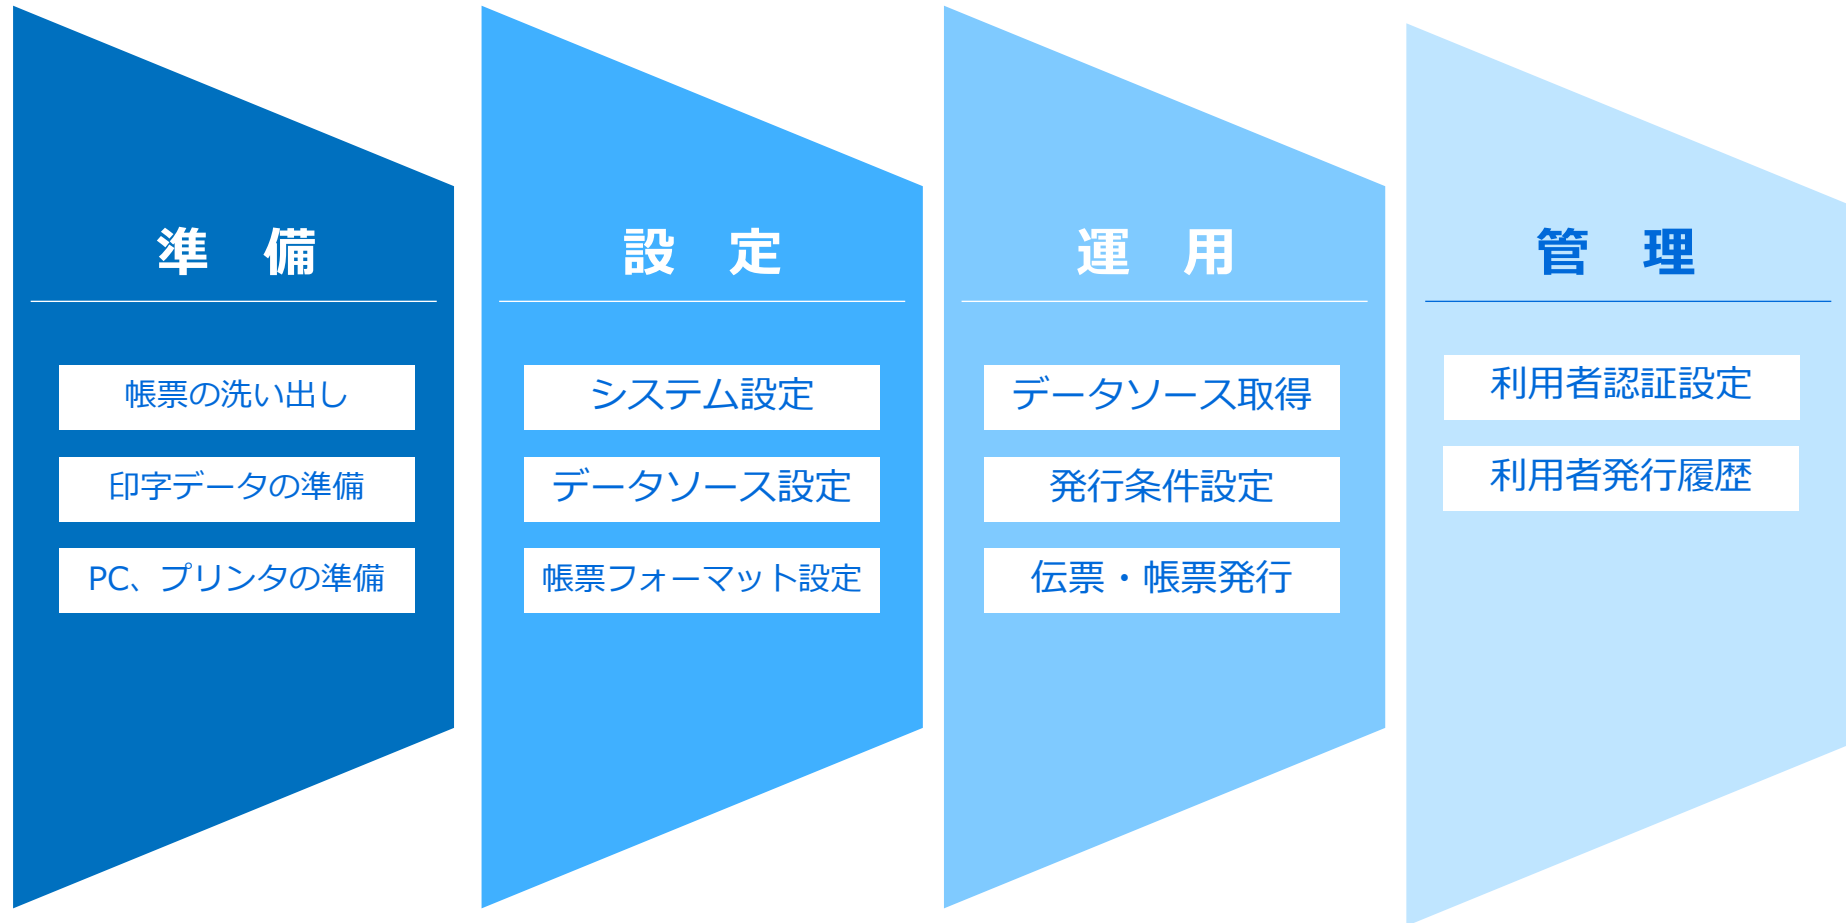 準　備
帳票の洗い出し
印字データの準備
PC、プリンタの準備
設　定
システム設定
データソース設定
帳票フォーマット設定
運　用
データソース取得
発行条件設定
伝票・帳票発行
管　理
利用者認証設定
利用者発行履歴